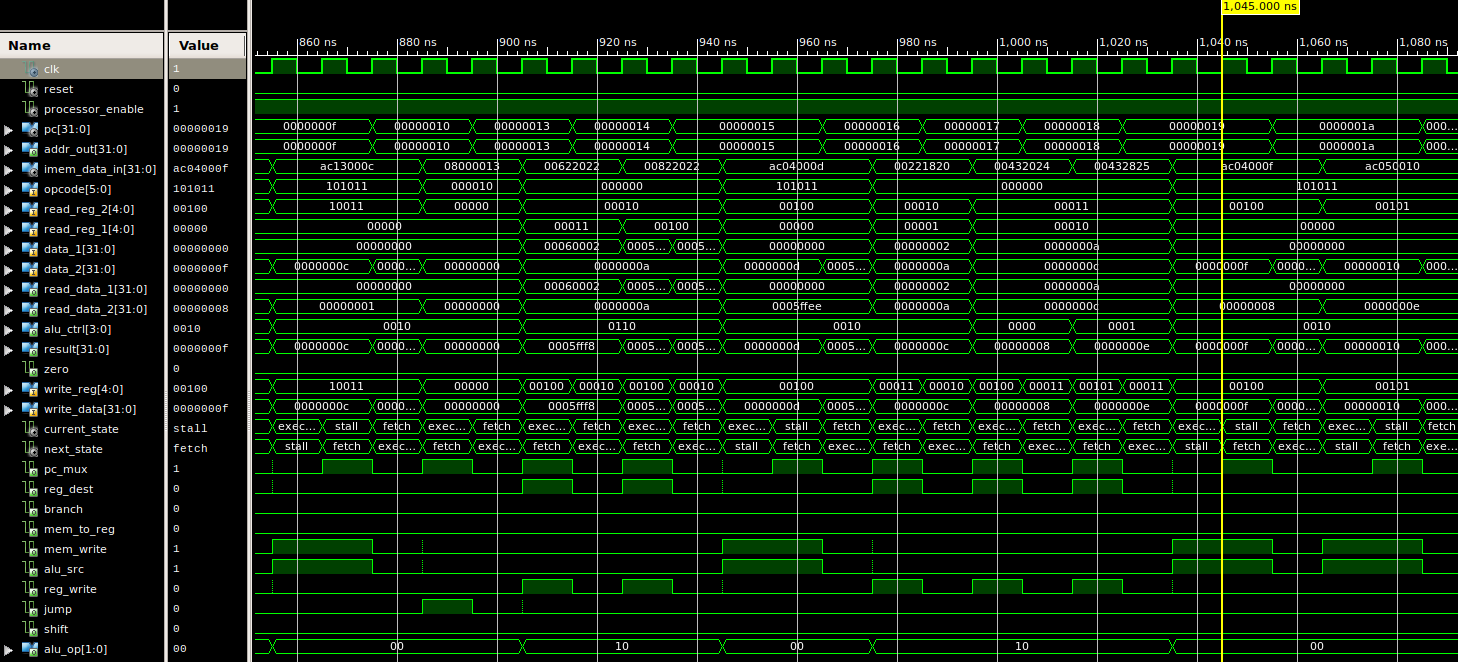 1,045.000 ns
Name Value 860 ns 880 ns 900 ns 920 ns 940 ns 960 ns 980 ns 1,000 ns 1,020 ns 1,040 ns 1,060 ns 1,080 ns
clk 1
reset 0
processor_enable 1
pc[31:0] 00000019 0000000f 00000010 00000013 00000014 00000015 00000016 00000017 00000018 00000019 0000001a 000...
addr_out[31:0] 00000019 0000000f 00000010 00000013 00000014 00000015 00000016 00000017 00000018 00000019 0000001a 000...
imem_data_in[31:0] ac04000f ac13000c 08000013 00622022 00822022 ac04000d 00221820 00432024 00432825 ac04000f ac050010
opcode[5:0] 101011 101011 000010 000000 101011 000000 101011
read_reg_2[4:0] 00100 10011 00000 00010 00100 00010 00011 00100 00101
read_reg_1[4:0] 00000 00000 00011 00100 00000 00001 00010 00000
data_1[31:0] 00000000 00000000 00060002 0005... 0005... 00000000 00000002 0000000a 00000000
data_2[31:0] 0000000f 0000000c 0000... 00000000 0000000a 0000000d 0005... 0000000a 0000000c 0000000f 0000... 00000010 000...
read_data_1[31:0] 00000000 00000000 00060002 0005... 0005... 00000000 00000002 0000000a 00000000
read_data_2[31:0] 00000008 00000001 00000000 0000000a 0005ffee 0000000a 0000000c 00000008 0000000e
alu_ctrl[3:0] 0010 0010 0110 0010 0000 0001 0010
result[31:0] 0000000f 0000000c 0000... 00000000 0005fff8 0005... 0005... 0000000d 0005... 0000000c 00000008 0000000e 0000000f 0000... 00000010 000...
zero 0
write_reg[4:0] 00100 10011 00000 00100 00010 00100 00010 00100 00011 00010 00100 00011 00101 00011 00100 00101
write_data[31:0] 0000000f 0000000c 0000... 00000000 0005fff8 0005... 0005... 0000000d 0005... 0000000c 00000008 0000000e 0000000f 0000... 00000010 000...
current_state stall exec... stall fetch exec... fetch exec... fetch exec... fetch exec... stall fetch exec... fetch exec... fetch exec... fetch exec... stall fetch exec... stall fetch
next_state fetch stall fetch exec... fetch exec... fetch exec... fetch exec... stall fetch exec... fetch exec... fetch exec... fetch exec... stall fetch exec... stall fetch exe...
pc_mux 1
reg_dest 0
branch 0
mem_to_reg 0
mem_write 1
alu_src 1
reg_write 0
jump 0
shift 0
alu_op[1:0] 00 00 10 00 10 00